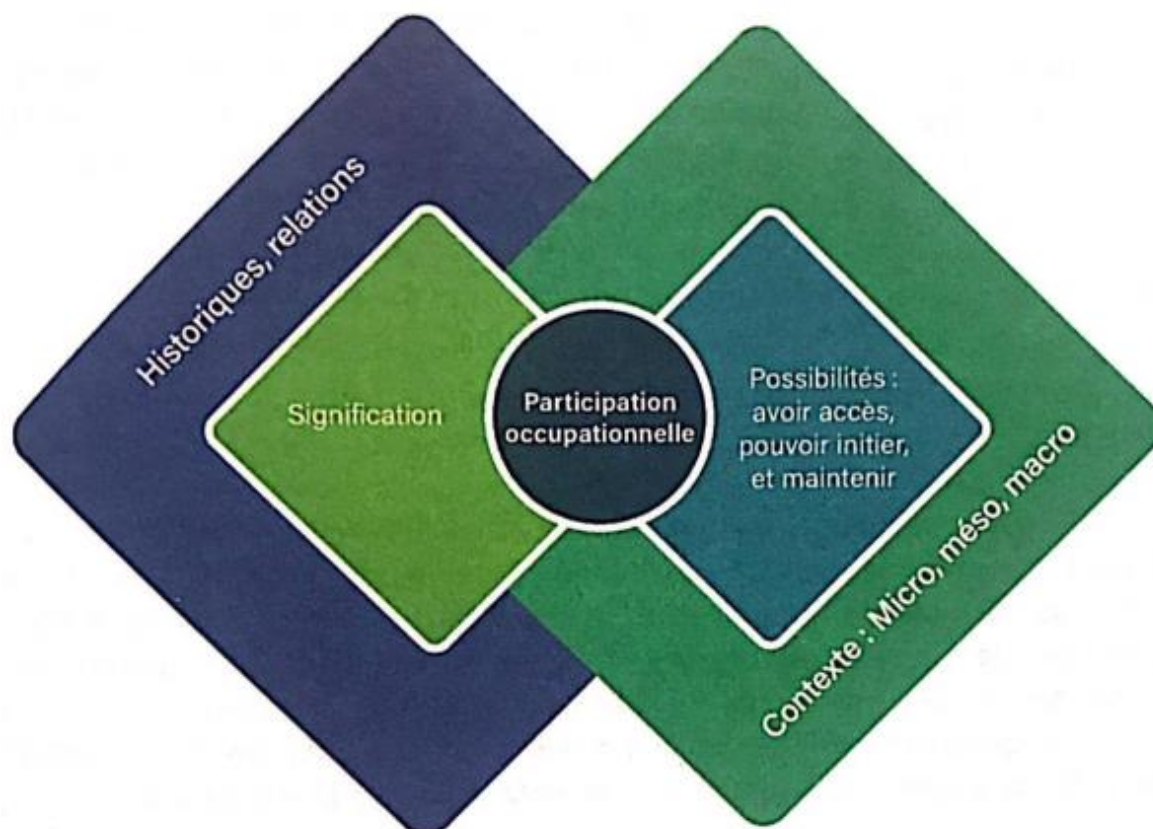 Historiques, relations
Signification
Participation
occupationnelle
Possibilités :
avoir accès,
pouvoir initier,
et maintenir
Contexte : Micro, méso, macro